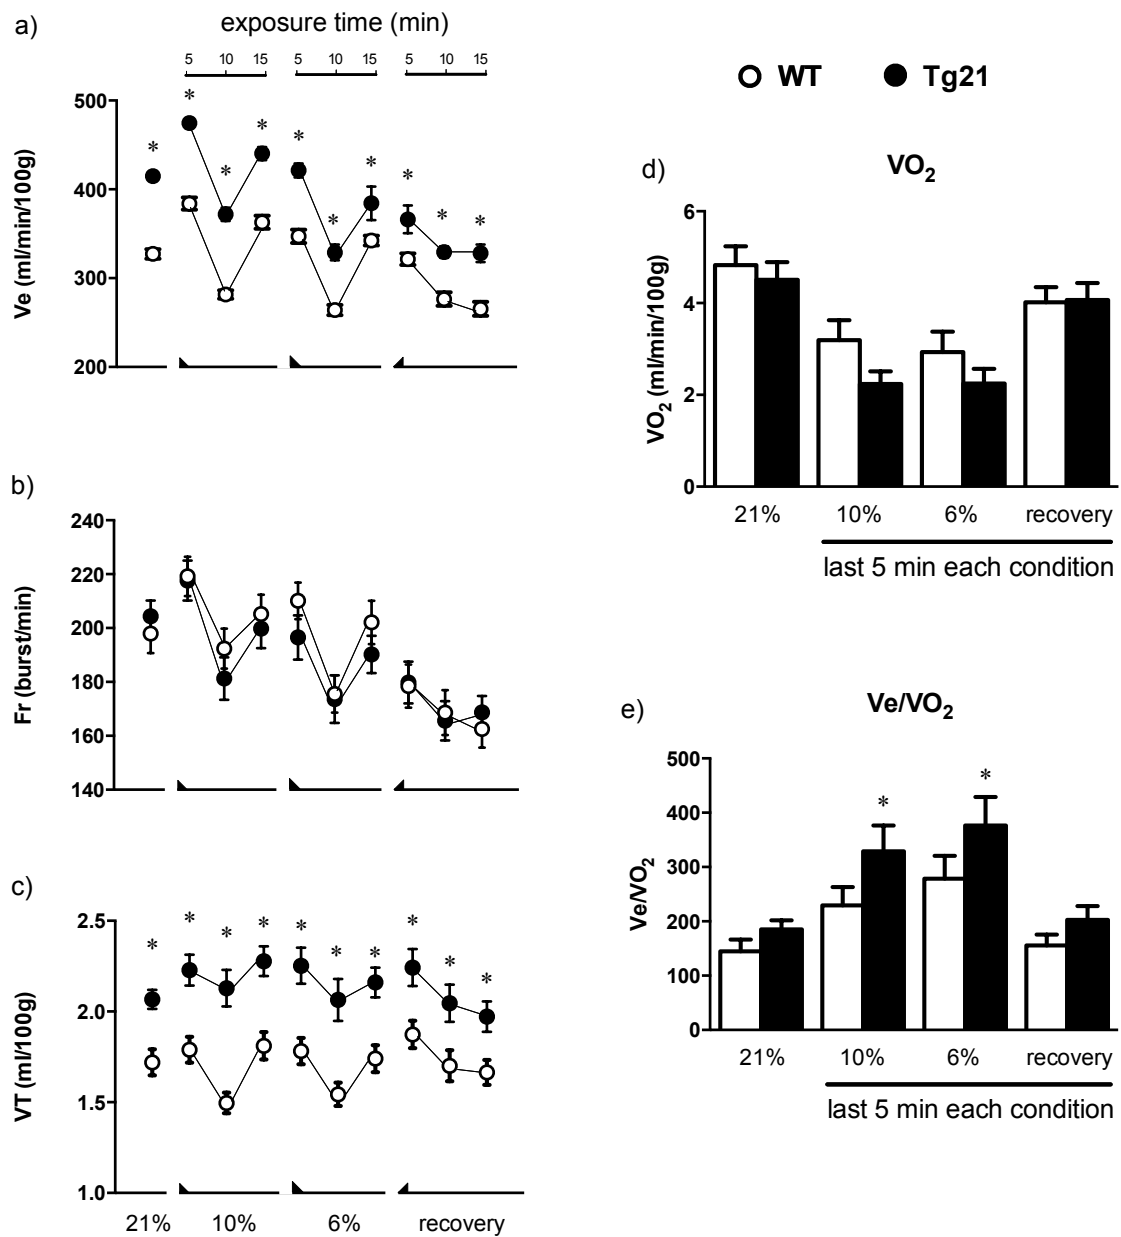 a)
exposure time (min)
5 10 15 5 10 15 5 10 15
500
400
300
200
Ve (ml/min/100g)
* * * * * * * * * *
b)
240
220
200
180
160
140
Fr (burst/min)
c)
2.5
2.0
1.5
1.0
VT (ml/100g)
* * * * * * * * * *
21% 10% 6% recovery
WT Tg21
d)
VO2
6
4
2
0
VO2 (ml/min/100g)
21% 10% 6% recovery
last 5 min each condition
e)
Ve/VO2
500
400
300
200
100
0
Ve/VO2
* *
21% 10% 6% recovery
last 5 min each condition